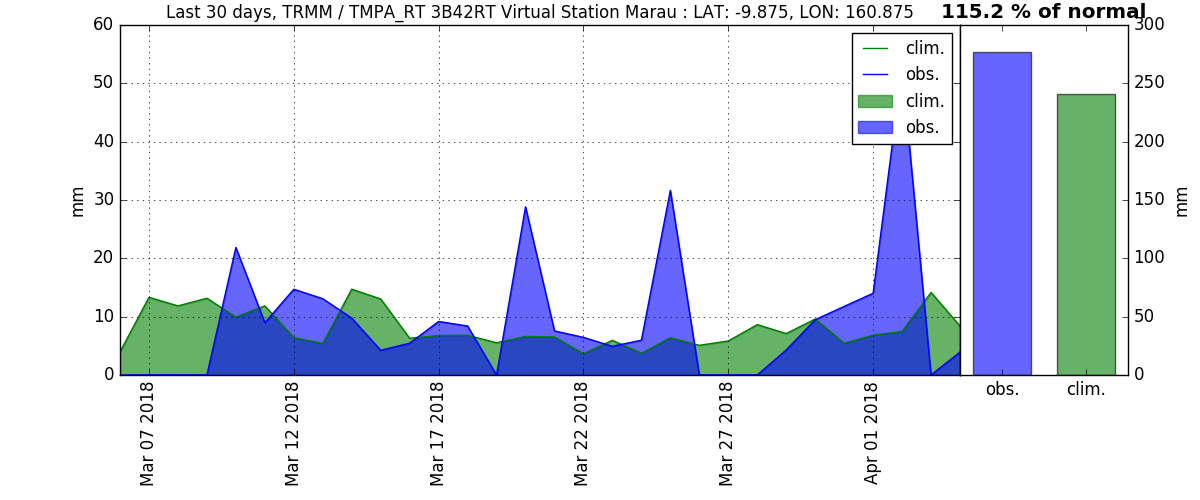 Last 30 days, TRMM / TMPA_RT 3B42RT Virtual Station Marau : LAT: -9.875, LON: 160.875
115.2 % of normal
60
50
40
30
20
10
0
mm
clim.
obs.
clim.
obs.
300
250
200
150
100
50
0
mm
obs.
clim.
Mar 07 2018
Mar 12 2018
Mar 17 2018
Mar 22 2018
Mar 27 2018
Apr 01 2018